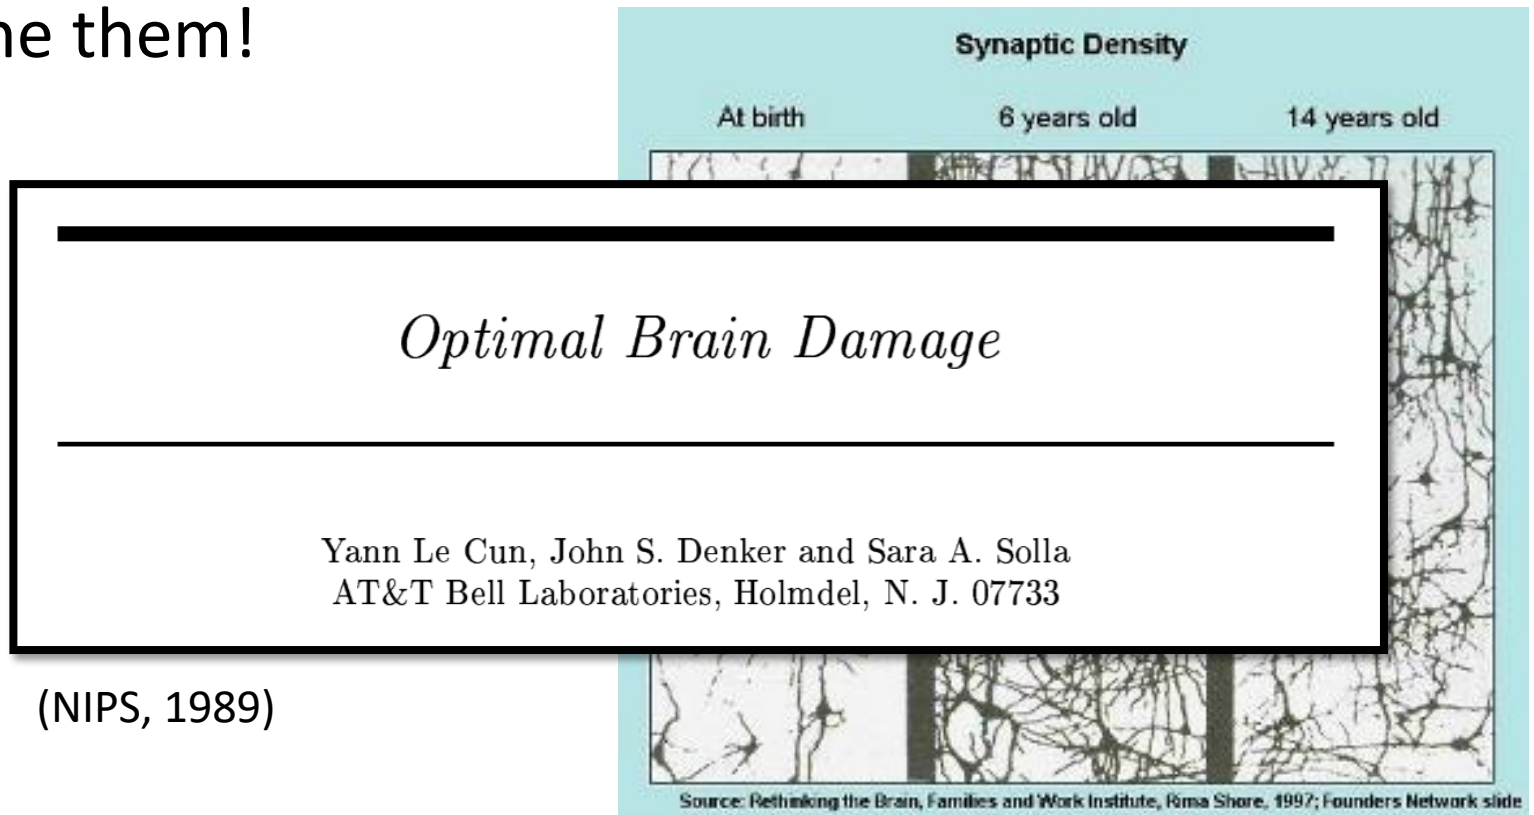 ne them!
Synaptic Density
At birth 6 years old 14 years old
Optimal Brain Damage
Yann Le Cun, John S. Denker and Sara A. Solla
AT&T Bell Laboratories, Holmdel, N. J. 07733
(NIPS, 1989)
Source: Rethinking the Brain, Families and Work Institute, Rima Shore, 1997; Founders Network slide